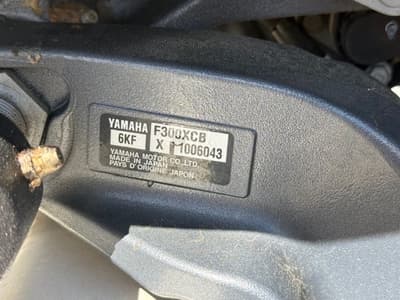 YAMAHA F300XCB
6KF X 1006043
YAMAHA MOTOR CO.,LTD.
MADE IN JAPAN
PAYS D' ORIGINE JAPON